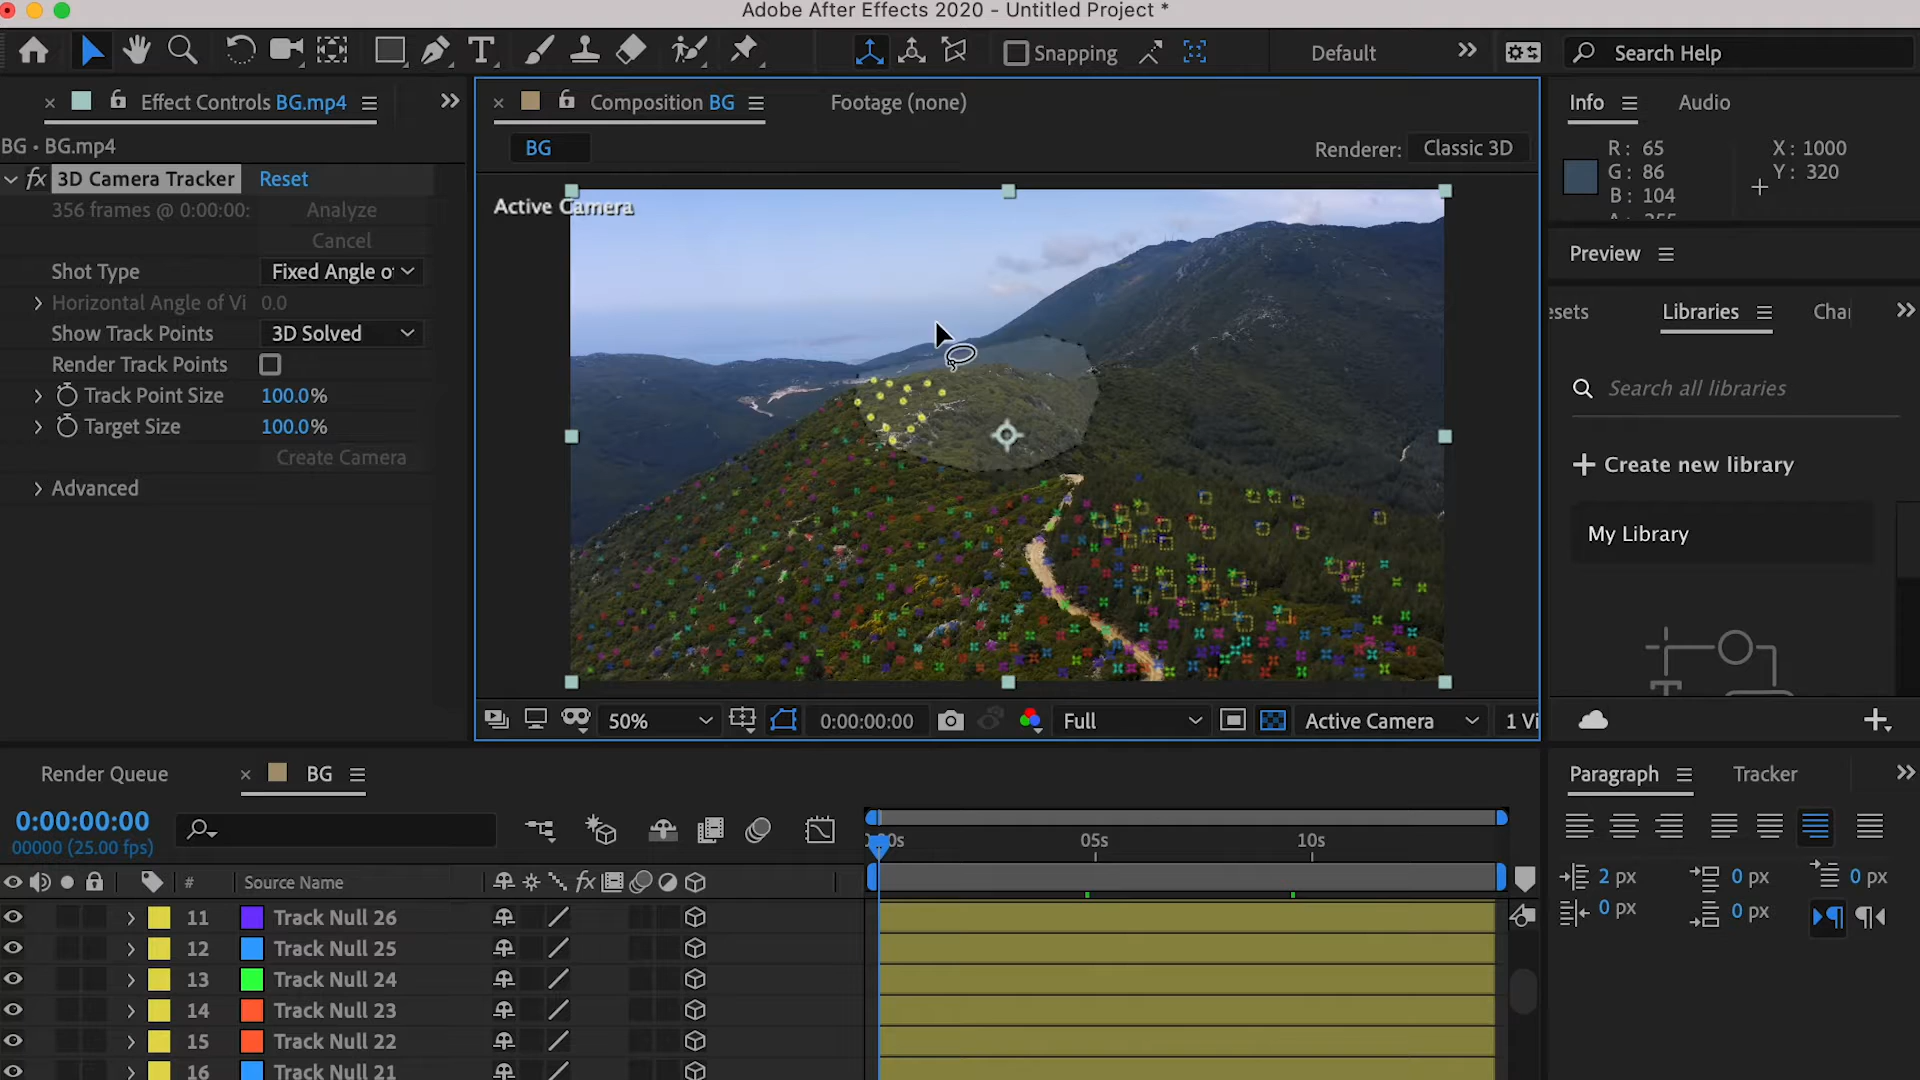 Adobe After Effects 2020 - Untitled Project *
Snapping
Default
Search Help
Effect Controls BG.mp4
Composition BG
Footage (none)
Info
Audio
BG • BG.mp4
BG
Renderer: Classic 3D
R: 65
G: 86
B: 104
X: 1000
Y: 320
fx 3D Camera Tracker Reset
356 frames @ 0:00:00:
Analyze
Cancel
Shot Type Fixed Angle o
Horizontal Angle of Vi 0.0
Show Track Points 3D Solved
Render Track Points
Track Point Size 100.0%
Target Size 100.0%
Create Camera
Advanced
Active Camera
Preview
esets
Libraries
Cha
Search all libraries
Create new library
My Library
50%
0:00:00:00
Full
Active Camera
1 Vi
Render Queue
BG
Paragraph
Tracker
0:00:00:00
00000 (25.00 fps)
0s
05s
10s
# Source Name
fx
2 px
0 px
0 px
0 px
0 px
11 Track Null 26
12 Track Null 25
13 Track Null 24
14 Track Null 23
15 Track Null 22
16 Track Null 21